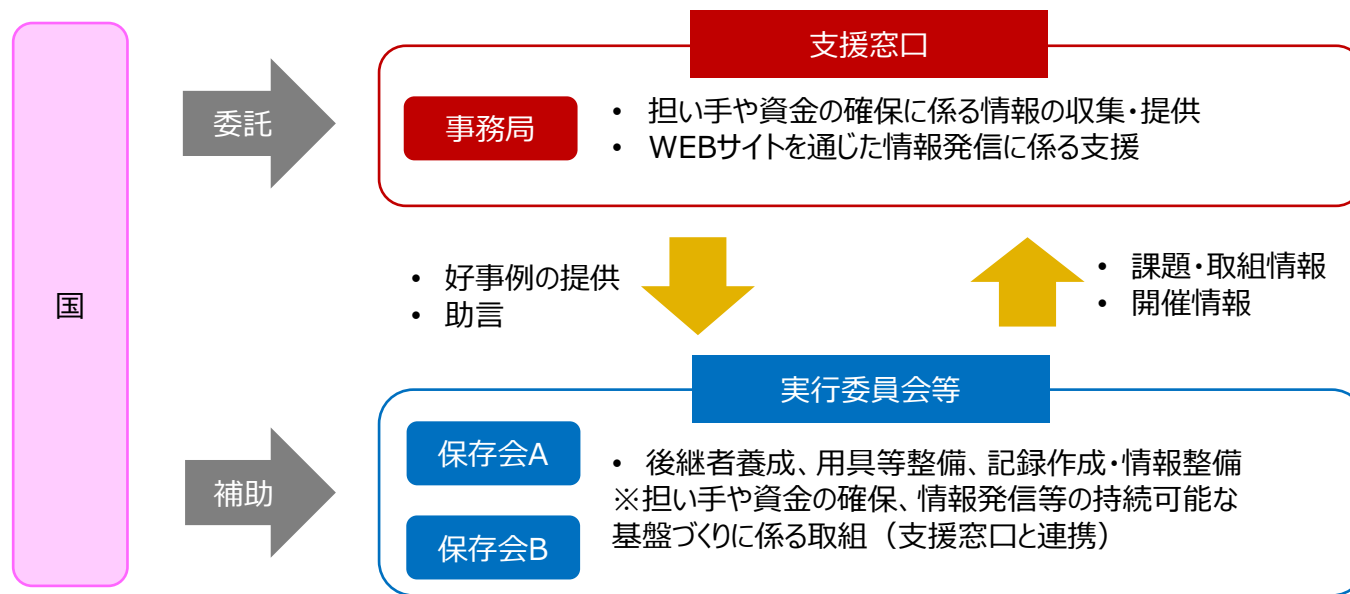 国
委託
支援窓口
事務局
• 担い手や資金の確保に係る情報の収集・提供
• WEBサイトを通じた情報発信に係る支援
• 好事例の提供
• 助言
• 課題・取組情報
• 開催情報
補助
実行委員会等
保存会A
保存会B
• 後継者養成、用具等整備、記録作成・情報整備
※担い手や資金の確保、情報発信等の持続可能な
基盤づくりに係る取組（支援窓口と連携）